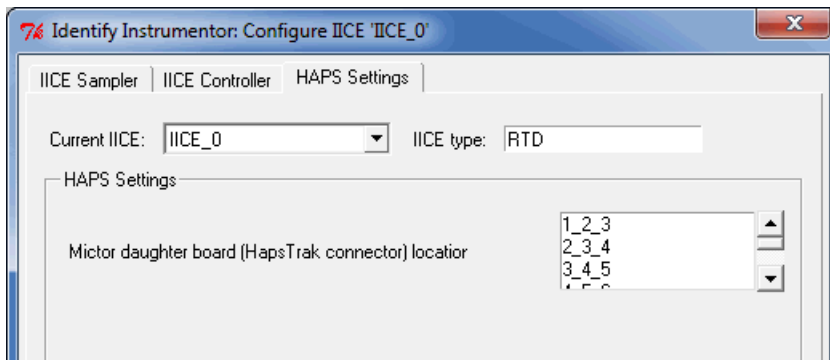 Identify Instrumentor: Configure IICE 'IICE_0'
IICE Sampler IICE Controller HAPS Settings
Current IICE: IICE_0 IICE type: RTD
HAPS Settings
Mictor daughter board (HapsTrak connector) locatior
1_2_3
2_3_4
3_4_5